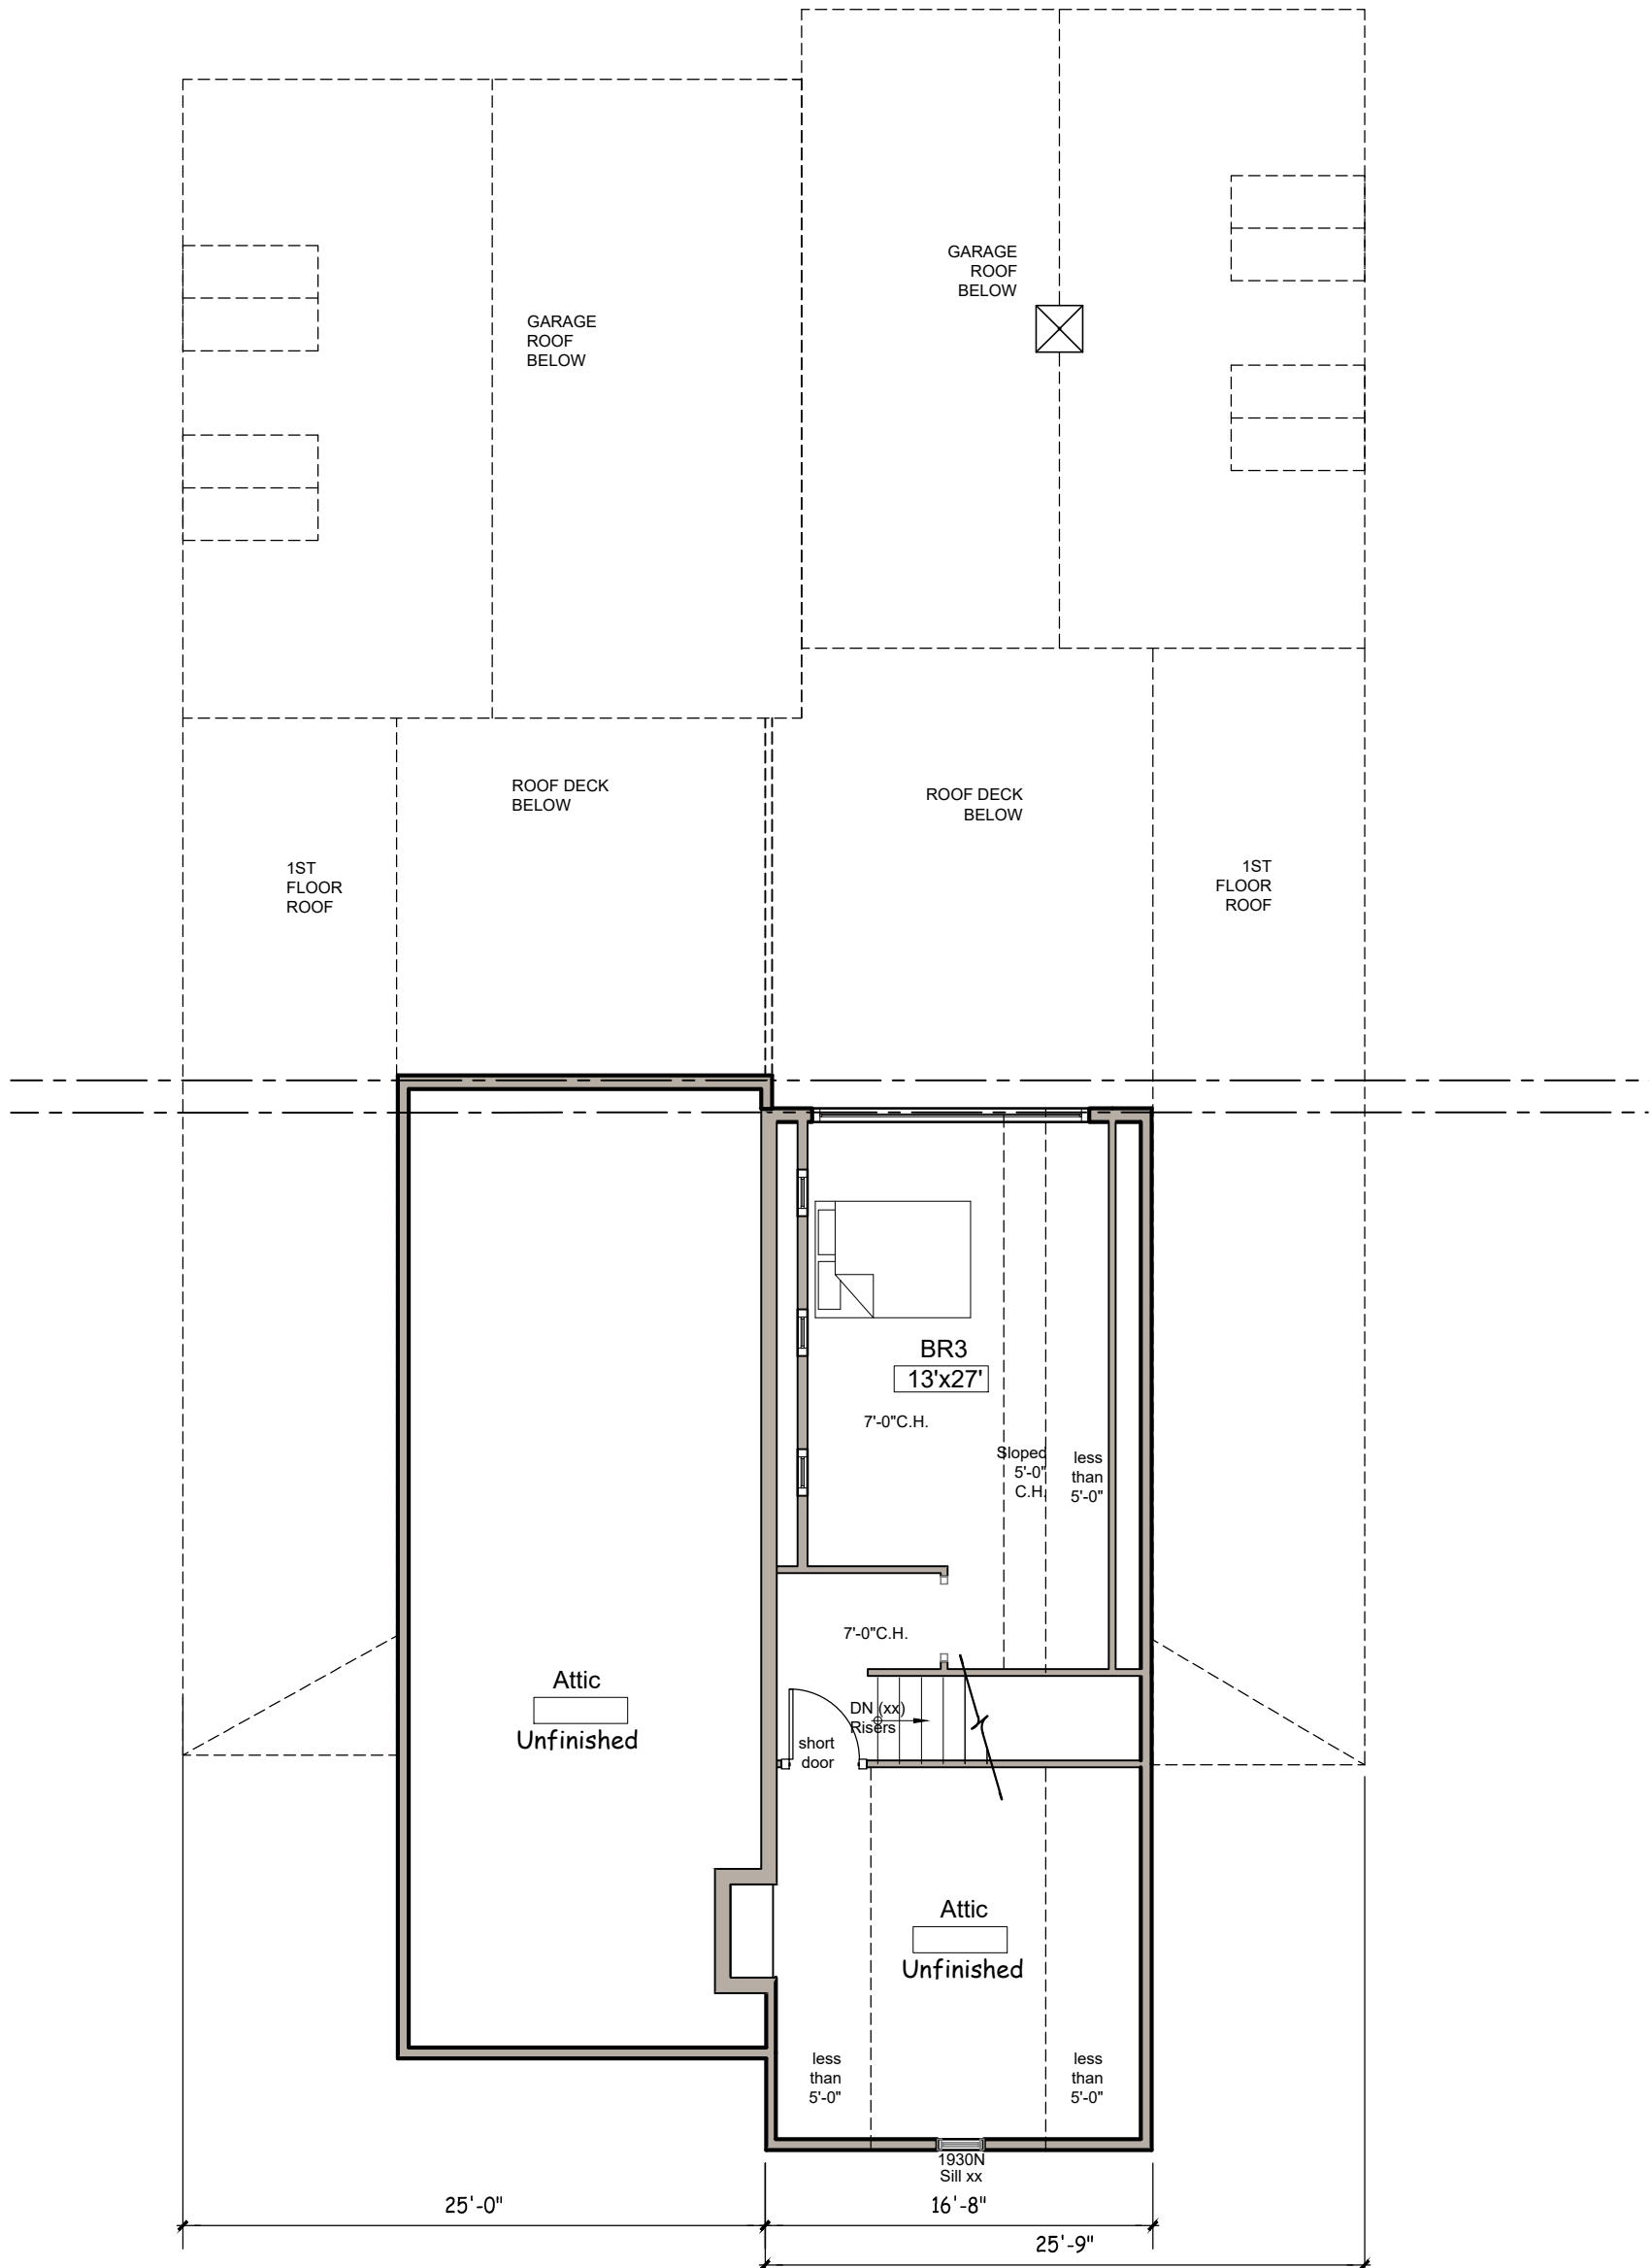 GARAGE
ROOF
BELOW
GARAGE
ROOF
BELOW
ROOF DECK
BELOW
ROOF DECK
BELOW
1ST
FLOOR
ROOF
1ST
FLOOR
ROOF
BR3
13'x27'
7'-0"C.H.
Sloped
5'-0"
C.H.
less
than
5'-0"
7'-0"C.H.
Attic
Unfinished
DN (xx)
Risers
short
door
Attic
Unfinished
less
than
5'-0"
less
than
5'-0"
1930N
Sill xx
25'-0"
16'-8"
25'-9"